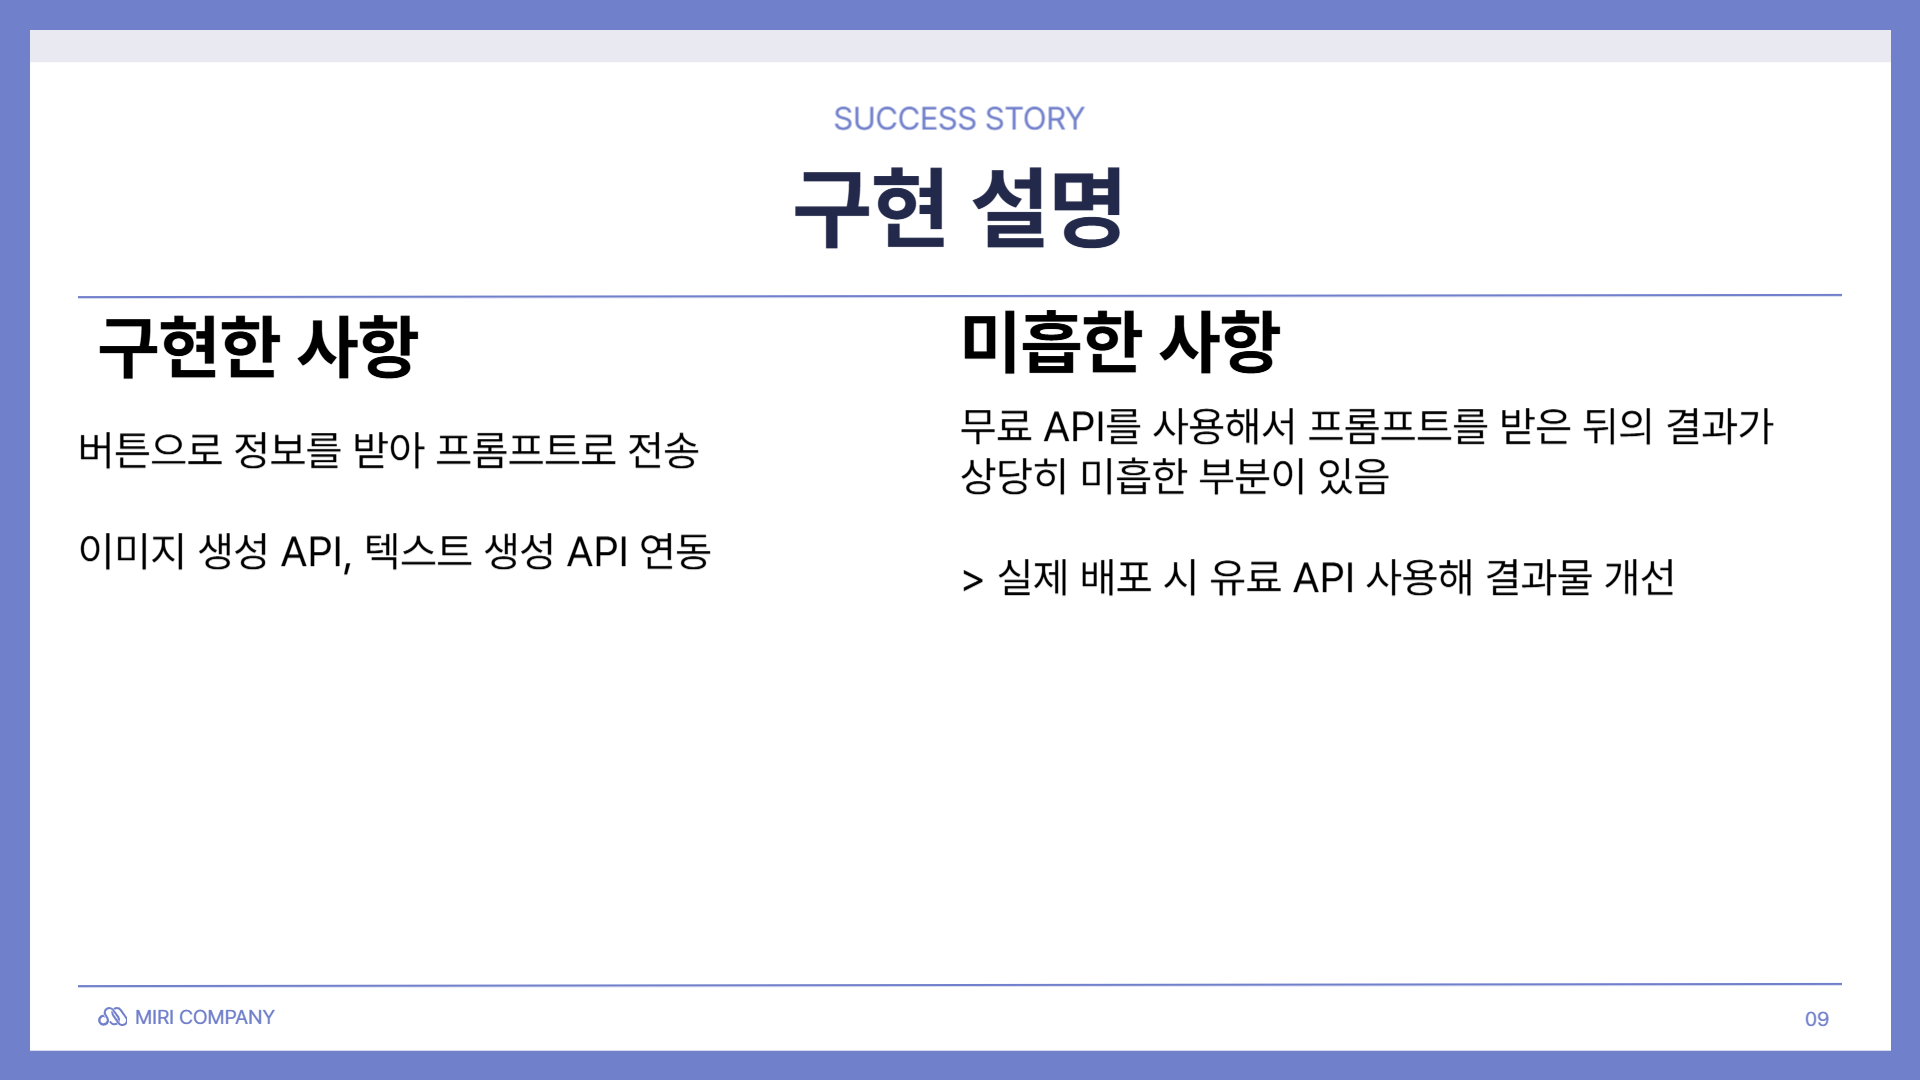 SUCCESS STORY
구현 설명
구현한 사항
버튼으로 정보를 받아 프롬프트로 전송
이미지 생성 API, 텍스트 생성 API 연동
미흡한 사항
무료 API를 사용해서 프롬프트를 받은 뒤의 결과가
상당히 미흡한 부분이 있음
> 실제 배포 시 유료 API 사용해 결과물 개선
MIRI COMPANY
09